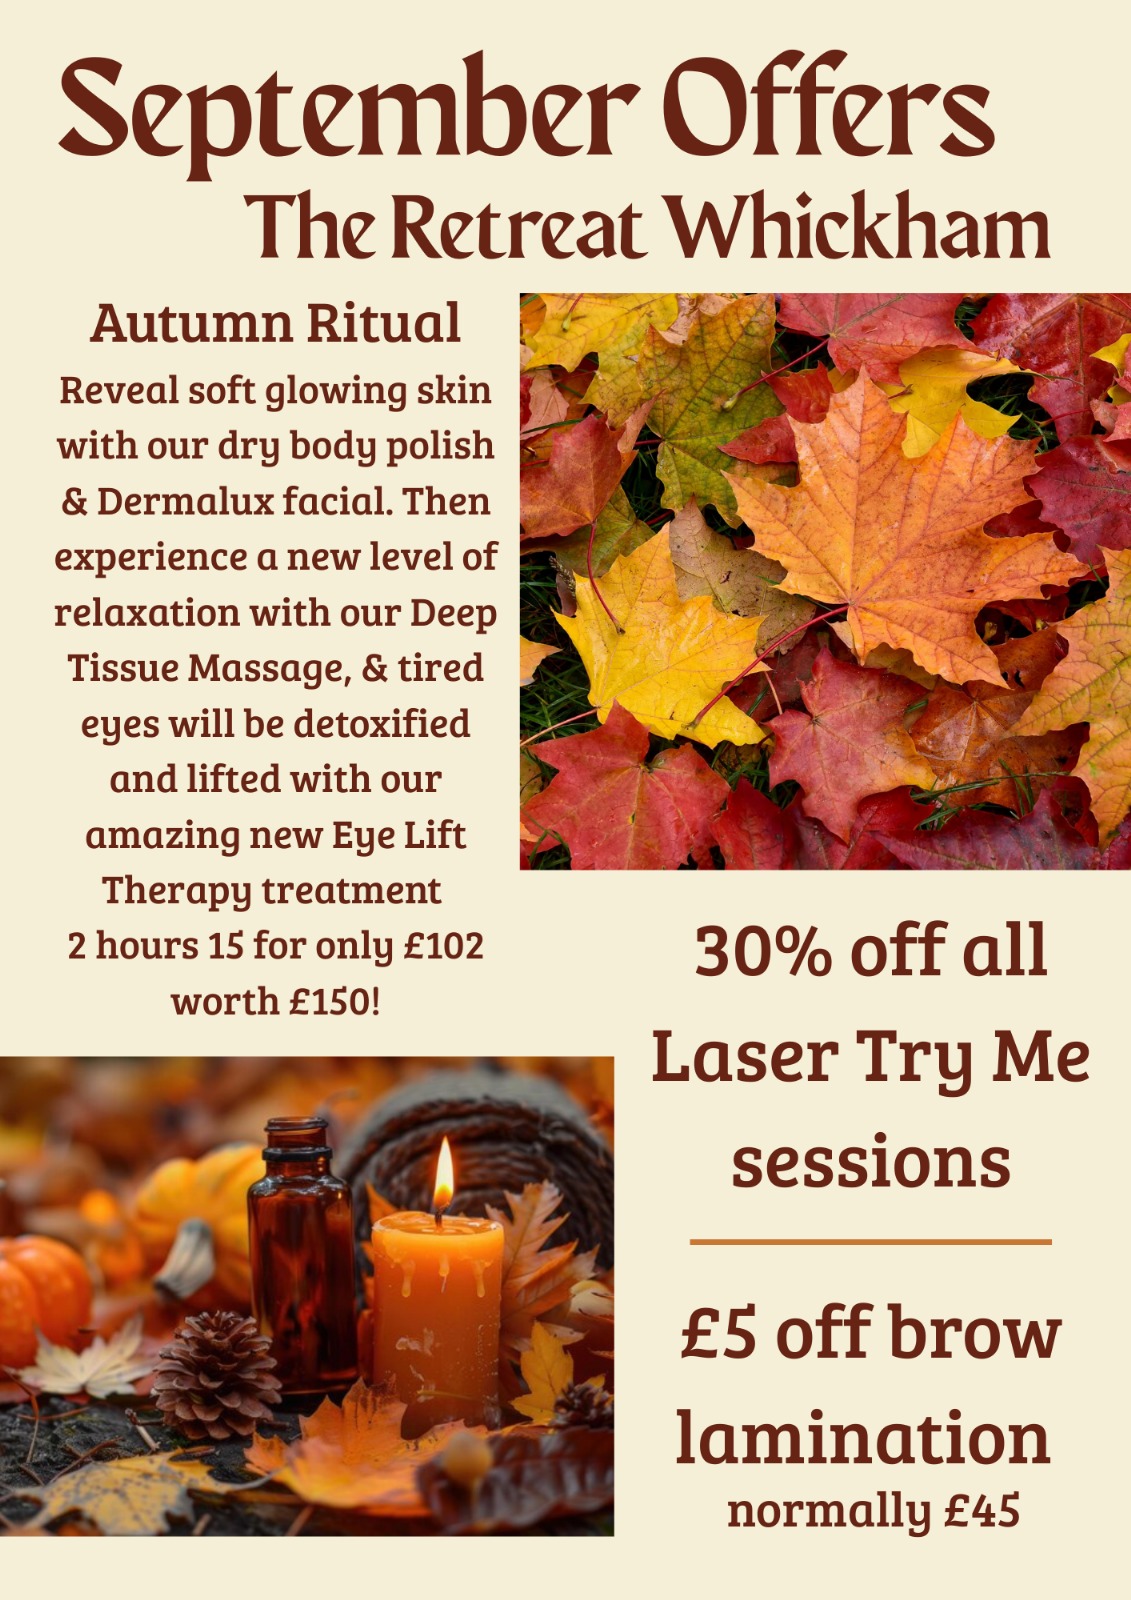 September Offers
The Retreat Whickham
Autumn Ritual
Reveal soft glowing skin
with our dry body polish
& Dermalux facial. Then
experience a new level of
relaxation with our Deep
Tissue Massage, & tired
eyes will be detoxified
and lifted with our
amazing new Eye Lift
Therapy treatment
2 hours 15 for only £102
worth £150!
30% off all
Laser Try Me
sessions
£5 off brow
lamination
normally £45